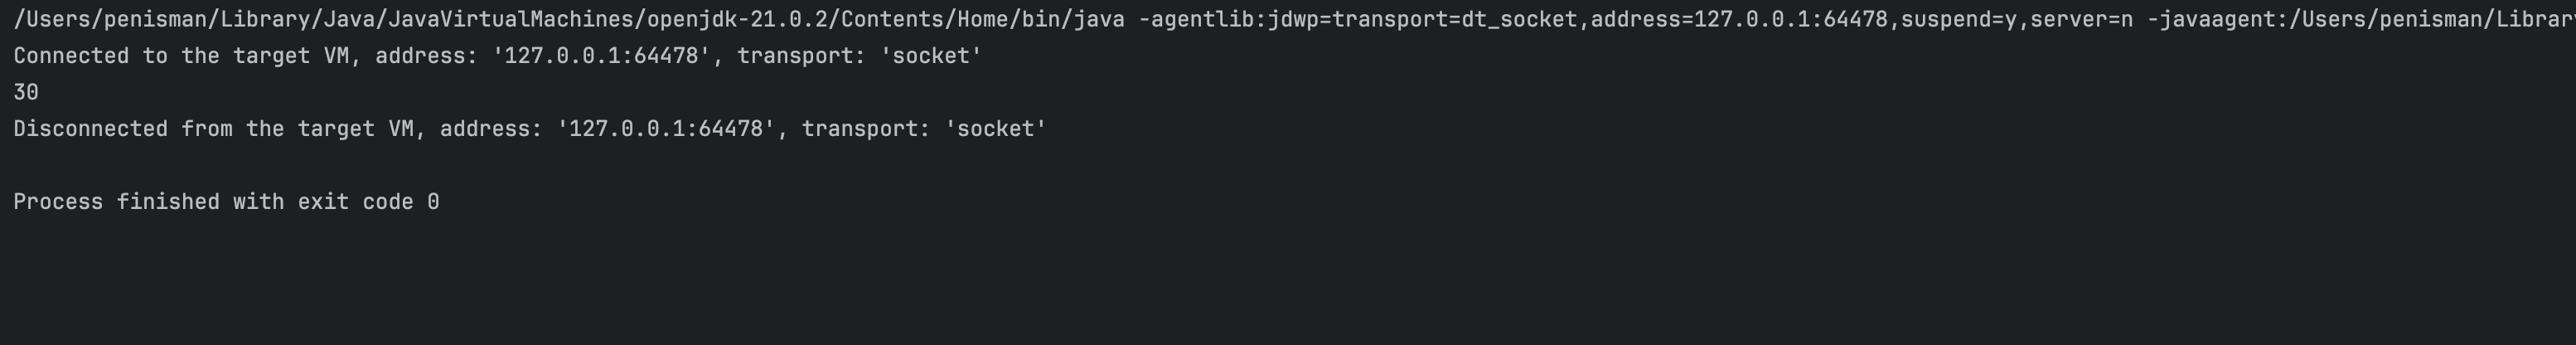 /Users/penisman/Library/Java/JavaVirtualMachines/openjdk-21.0.2/Contents/Home/bin/java -agentlib:jdwp=transport=dt_socket,address=127.0.0.1:64478,suspend=y,server=n -javaagent:/Users/penisman/Librar
Connected to the target VM, address: '127.0.0.1:64478', transport: 'socket'
30
Disconnected from the target VM, address: '127.0.0.1:64478', transport: 'socket'
Process finished with exit code 0